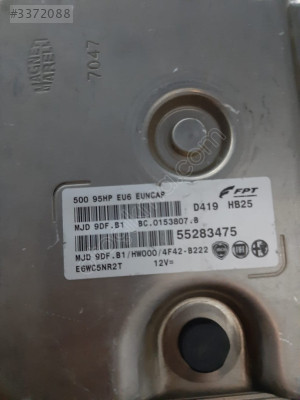 #3372088
MAGNETI
MARELLI
7047
500 95HP EU6 EUNCAP
FPT
D419 HB25
MJD 9DF.B1 BC.0153807.B
55283475
MJD 9DF.B1/HW000/4F42-B222
E6WC5NR2T 12V=